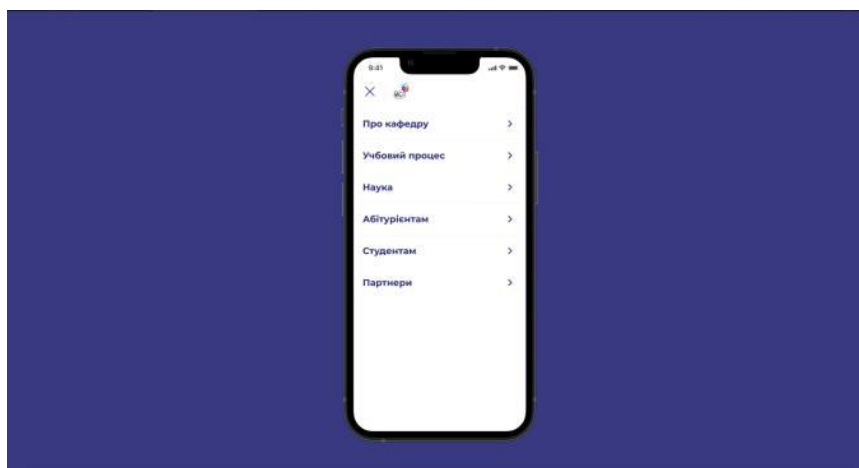 9:41
Про кафедру
Учбовий процес
Наука
Абітурієнтам
Студентам
Партнери